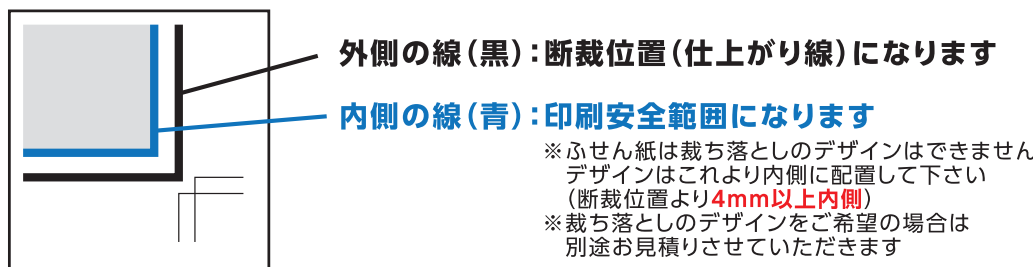 外側の線（黒）：断裁位置（仕上がり線）になります
内側の線（青）：印刷安全範囲になります
※ふせん紙は裁ち落としのデザインはできません
デザインはこれより内側に配置して下さい
（断裁位置より4mm以上内側）
※裁ち落としのデザインをご希望の場合は
別途お見積りさせていただきます